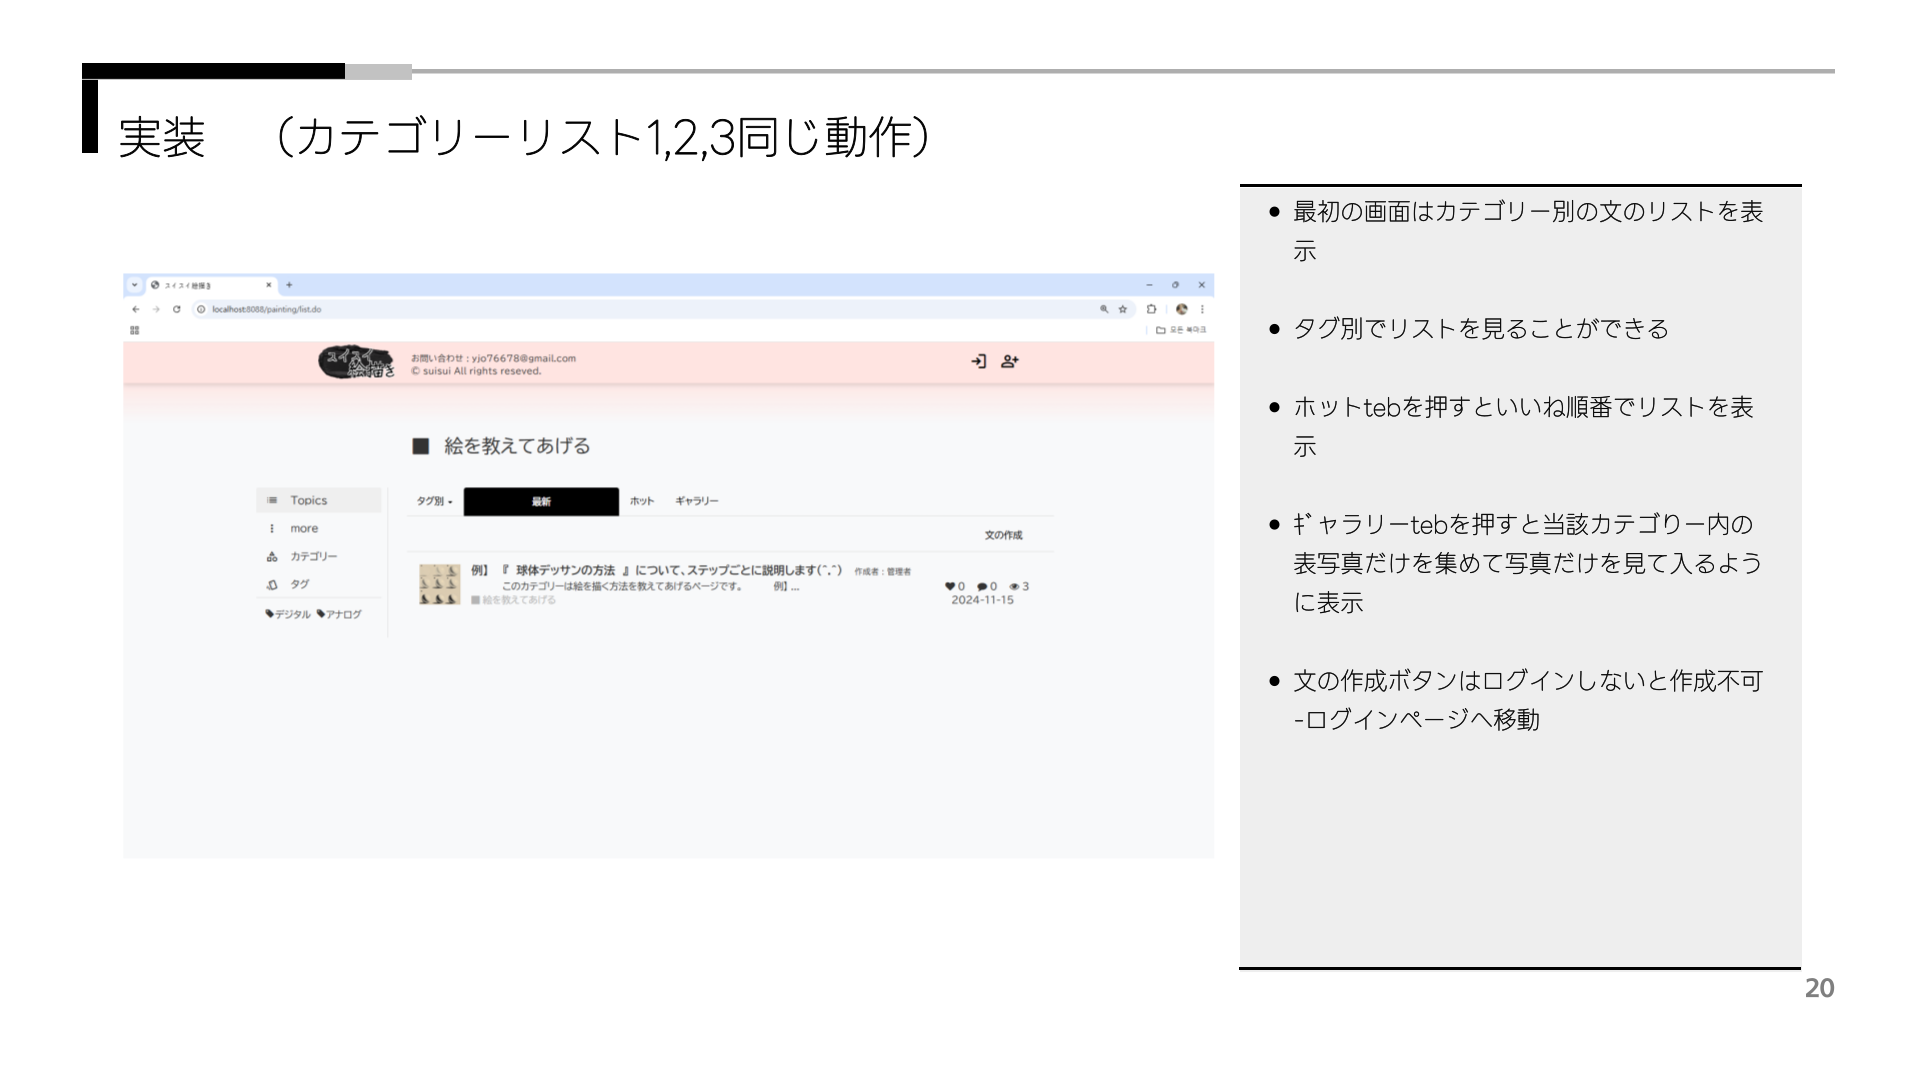 実装　（カテゴリーリスト1,2,3同じ動作）
スイスイ絵描き
localhost:8088/painting/list.do
모든 북마크
スイスイ
絵描き
お問い合わせ : yjo76678@gmail.com
© suisui All rights reseved.
■ 絵を教えてあげる
Topics
more
カテゴリー
タグ
デジタル アナログ
タグ別 最新 ホット ギャラリー
文の作成
例】 『 球体デッサンの方法 』について、ステップごとに説明します(^.^) 作成者 : 管理者
このカテゴリーは絵を描く方法を教えてあげるページです。 例】...
■絵を教えてあげる
0 0 3
2024-11-15
● 最初の画面はカテゴリー別の文のリストを表
示
● タグ別でリストを見ることができる
● ホットtebを押すといいね順番でリストを表
示
● ｷﾞャラリーtebを押すと当該カテゴりー内の
表写真だけを集めて写真だけを見て入るよう
に表示
● 文の作成ボタンはログインしないと作成不可
-ログインページへ移動
20